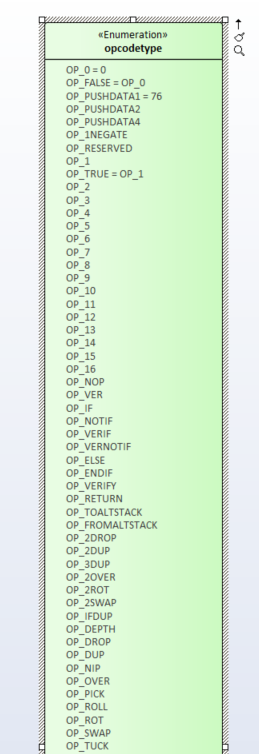 «Enumeration»
opcodetype
OP_0 = 0
OP_FALSE = OP_0
OP_PUSHDATA1 = 76
OP_PUSHDATA2
OP_PUSHDATA4
OP_1NEGATE
OP_RESERVED
OP_1
OP_TRUE = OP_1
OP_2
OP_3
OP_4
OP_5
OP_6
OP_7
OP_8
OP_9
OP_10
OP_11
OP_12
OP_13
OP_14
OP_15
OP_16
OP_NOP
OP_VER
OP_IF
OP_NOTIF
OP_VERIF
OP_VERNOTIF
OP_ELSE
OP_ENDIF
OP_VERIFY
OP_RETURN
OP_TOALTSTACK
OP_FROMALTSTACK
OP_2DROP
OP_2DUP
OP_3DUP
OP_2OVER
OP_2ROT
OP_2SWAP
OP_IFDUP
OP_DEPTH
OP_DROP
OP_DUP
OP_NIP
OP_OVER
OP_PICK
OP_ROLL
OP_ROT
OP_SWAP
OP_TUCK